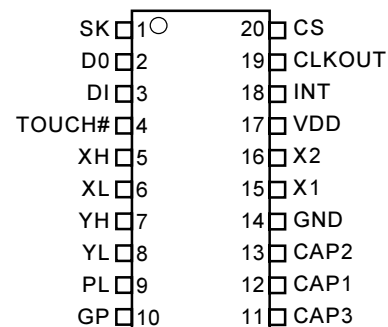 SK 1 20 CS
D0 2 19 CLKOUT
DI 3 18 INT
TOUCH# 4 17 VDD
XH 5 16 X2
XL 6 15 X1
YH 7 14 GND
YL 8 13 CAP2
PL 9 12 CAP1
GP 10 11 CAP3